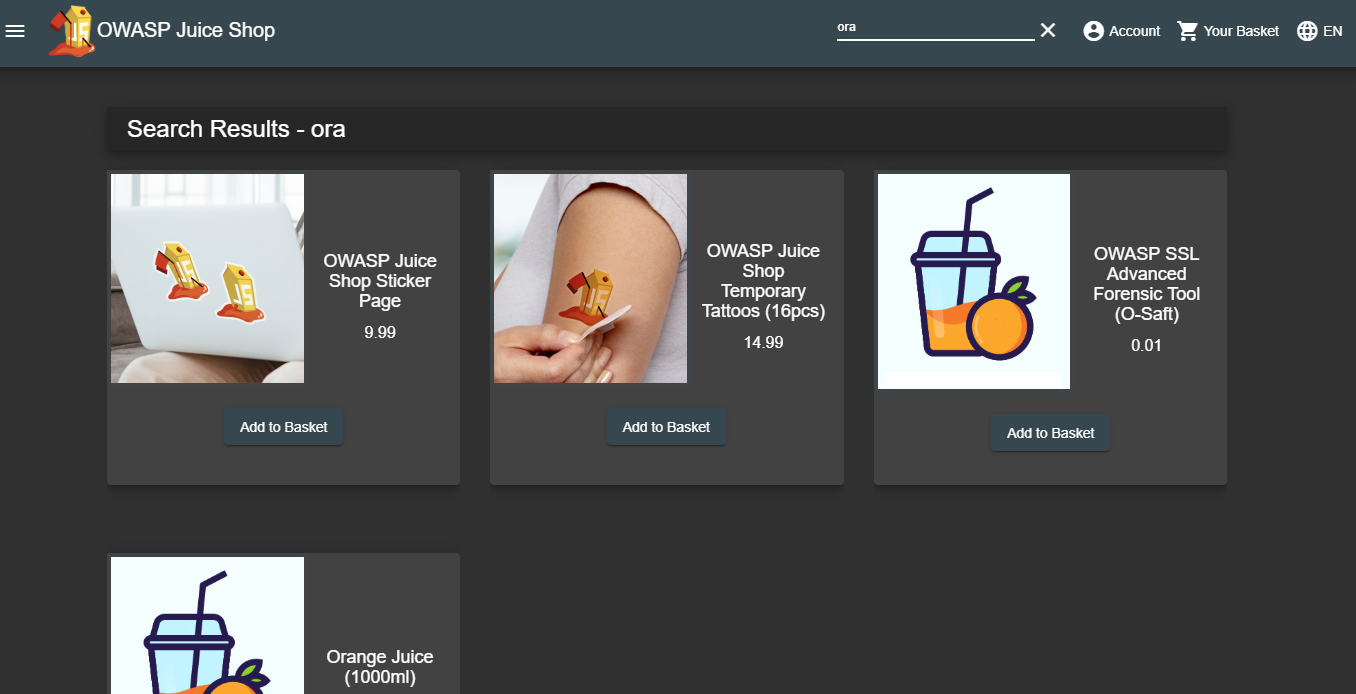 OWASP Juice Shop
ora
Account
Your Basket
EN
Search Results - ora
OWASP Juice
Shop Sticker
Page
9.99
Add to Basket
OWASP Juice
Shop
Temporary
Tattoos (16pcs)
14.99
Add to Basket
OWASP SSL
Advanced
Forensic Tool
(O-Saft)
0.01
Add to Basket
Orange Juice
(1000ml)